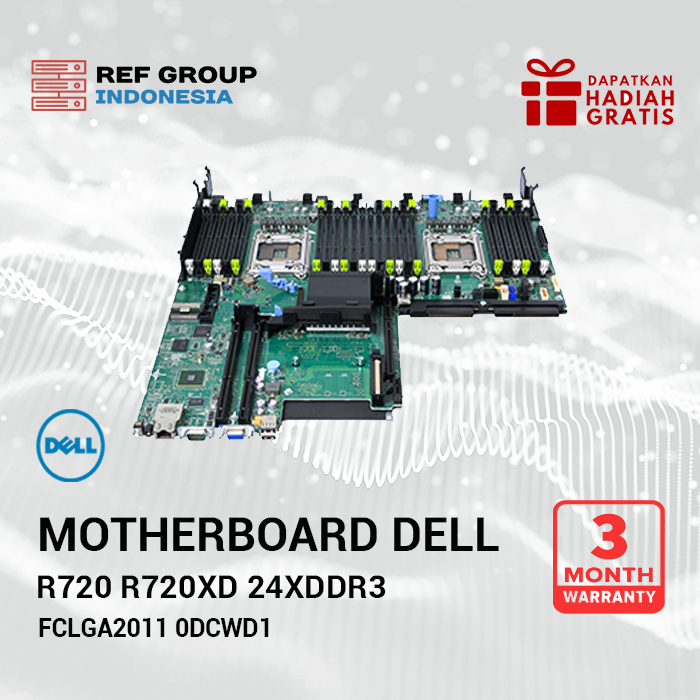 REF GROUP
INDONESIA
DAPATKAN
HADIAH
GRATIS
DELL
MOTHERBOARD DELL
R720 R720XD 24XDDR3
FCLGA2011 0DCWD1
3
MONTH
WARRANTY